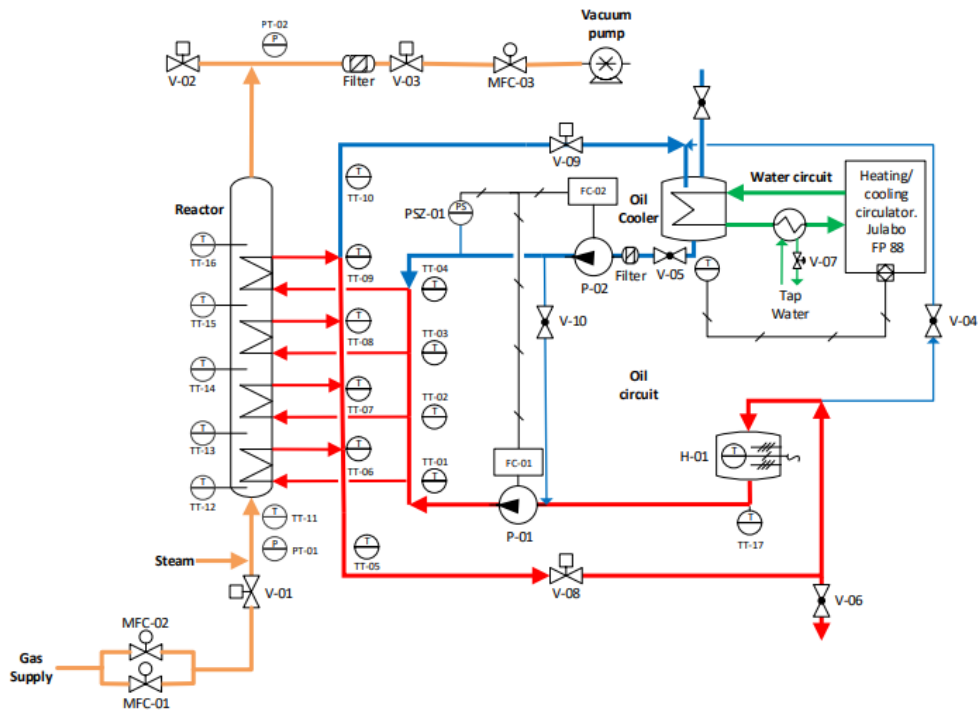 PT-02
P
Vacuum
pump
V-02
Filter
V-03
MFC-03
V-09
T
TT-10
PS
PSZ-01
FC-02
Oil
Cooler
Water circuit
Heating/
cooling
circulator.
Julabo
FP 88
Reactor
T
TT-16
T
TT-09
TT-04
T
P-02
Filter
V-05
T
V-07
Tap
Water
V-04
T
TT-15
T
TT-08
TT-03
T
V-10
T
TT-14
T
TT-07
TT-02
T
Oil
circuit
T
TT-13
T
TT-06
TT-01
T
FC-01
H-01
T
T
TT-12
T
TT-11
P
PT-01
P-01
T
TT-17
Steam
T
TT-05
V-01
V-08
V-06
MFC-02
Gas
Supply
MFC-01